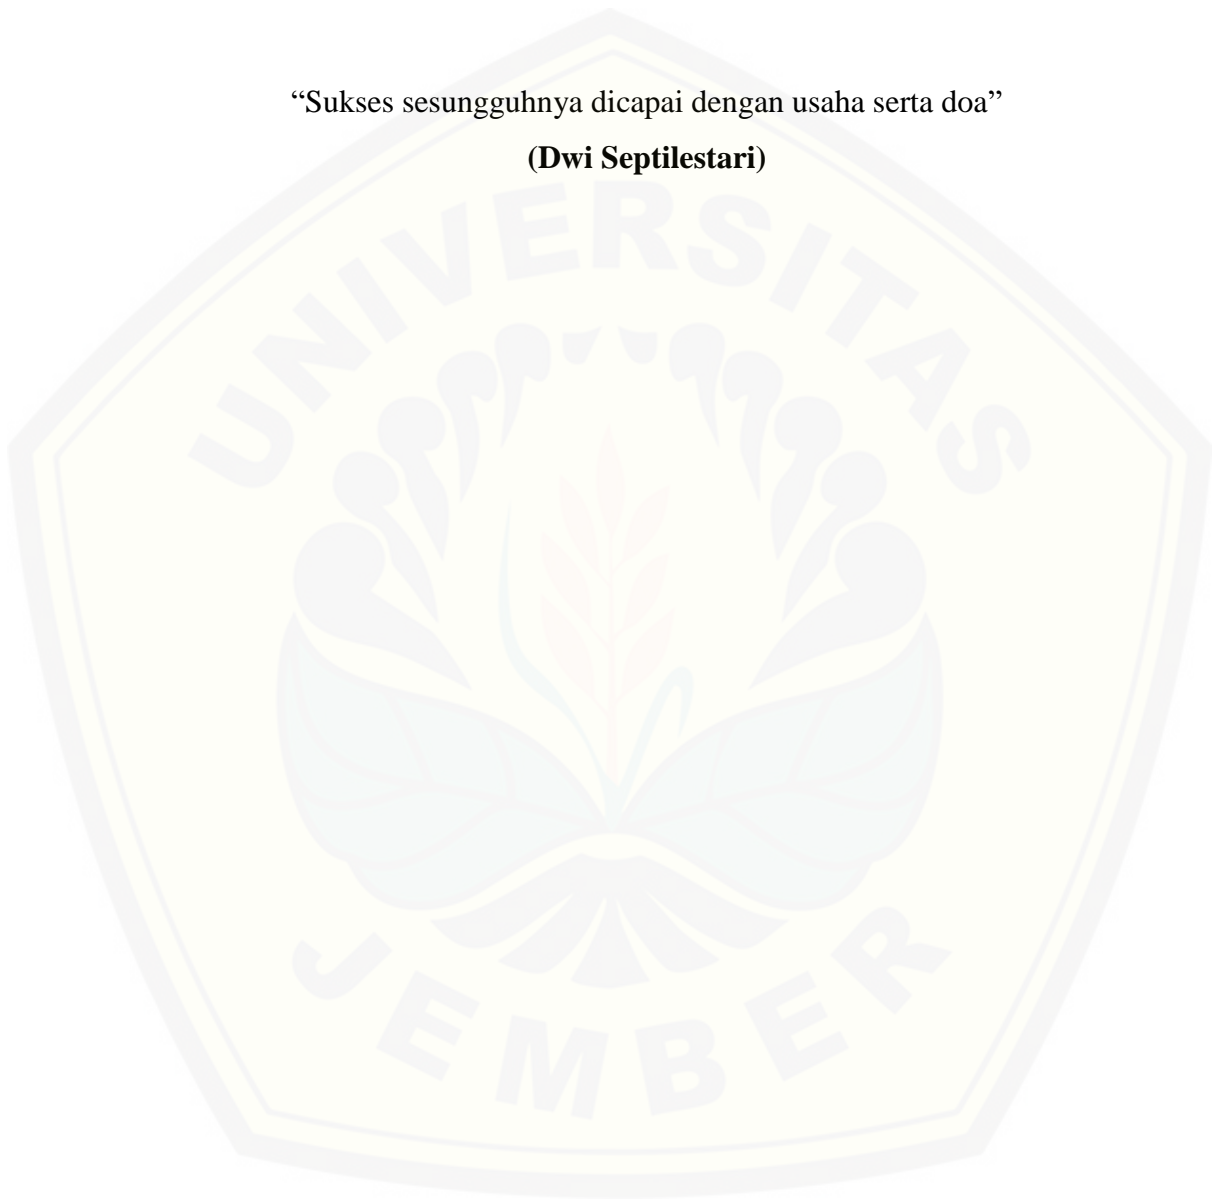 “Sukses sesungguhnya dicapai dengan usaha serta doa”
(Dwi Septilestari)
UNIVERSITAS
JEMBER